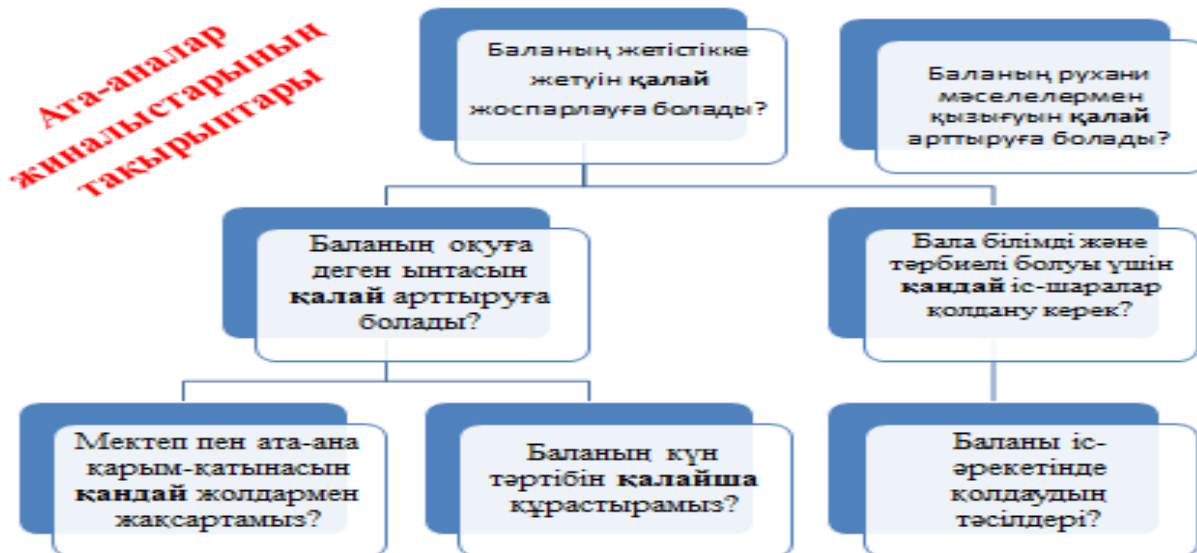 Ата-аналар
жиналыстарының
тақырыптары
Баланың жетістікке
жетуін қалай
жоспарлауға болады?
Баланың рухани
мәселелермен
қызығуын қалай
арттыруға болады?
Баланың оқуға
деген ынтасын
қалай арттыруға
болады?
Бала білімді және
тәрбиелі болуы үшін
қандай іс-шаралар
қолдану керек?
Мектеп пен ата-ана
қарым-қатынасын
қандай жолдармен
жақсартамыз?
Баланың күн
тәртібін қалайша
құрастырамыз?
Баланы іс-
әрекетінде
қолдаудың
тәсілдері?